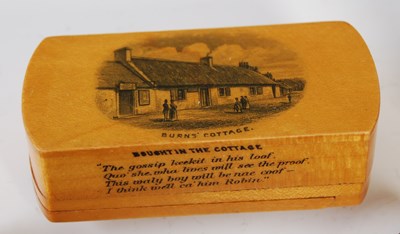 BURNS' COTTAGE.
BOUGHT IN THE COTTAGE
"The gossip keekit in his loof,
Quo' she, wha lives will see the proof,
This waly boy will be nae coof—
I think we'll ca' him Robin."